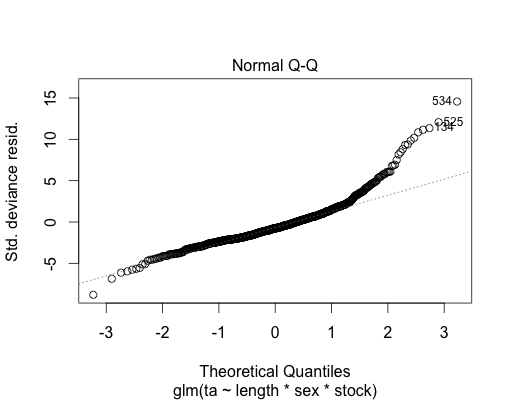 Normal Q-Q
Std. deviance resid.
15
10
5
0
-5
534
525
134
-3 -2 -1 0 1 2 3
Theoretical Quantiles
glm(ta ~ length * sex * stock)